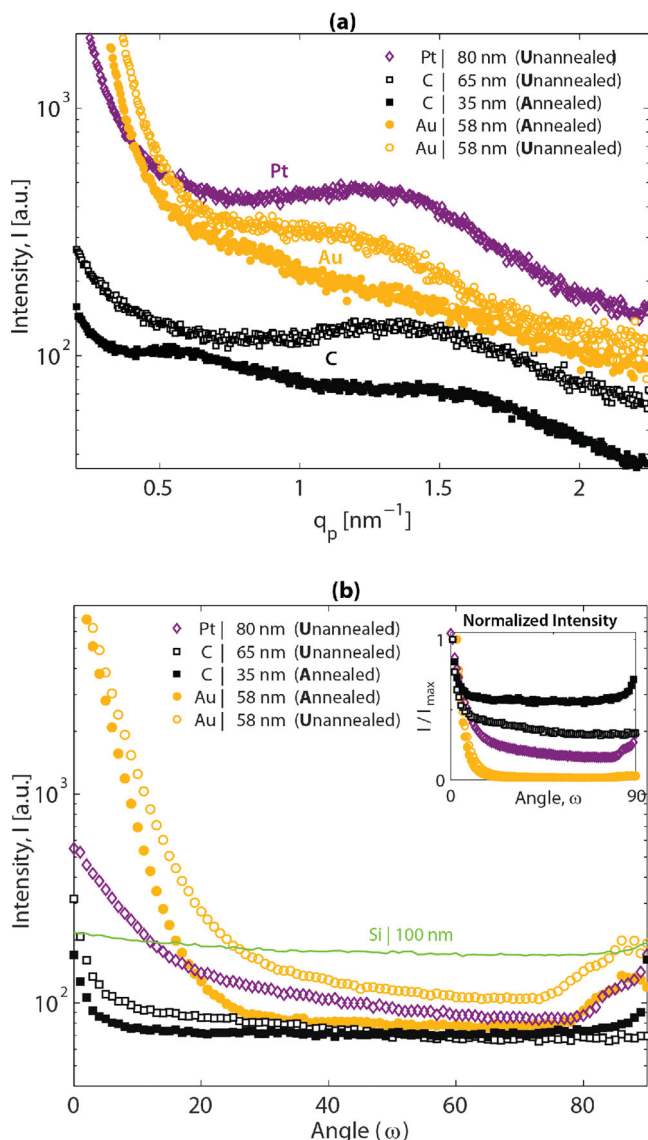 (a)
Pt | 80 nm (Unannealed)
C | 65 nm (Unannealed)
C | 35 nm (Annealed)
Au | 58 nm (Annealed)
Au | 58 nm (Unannealed)
Pt
Au
C
Intensity, I [a.u.]
10³
10²
0.5 1 1.5 2
q_p [nm⁻¹]
(b)
Pt | 80 nm (Unannealed)
C | 65 nm (Unannealed)
C | 35 nm (Annealed)
Au | 58 nm (Annealed)
Au | 58 nm (Unannealed)
Normalized Intensity
1
I / I_max
0
0 90
Angle, ω
Si | 100 nm
Intensity, I [a.u.]
10³
10²
0 20 40 60 80
Angle (ω)